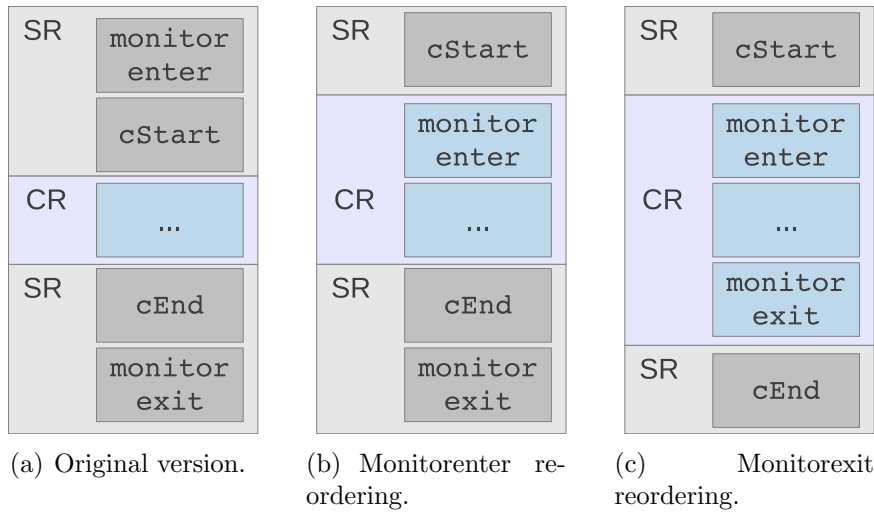 SR
monitor
enter
cStart
CR
...
SR
cEnd
monitor
exit
(a) Original version.
SR
cStart
CR
monitor
enter
...
SR
cEnd
monitor
exit
(b) Monitorenter re-
ordering.
SR
cStart
CR
monitor
enter
...
monitor
exit
SR
cEnd
(c) Monitorexit
reordering.